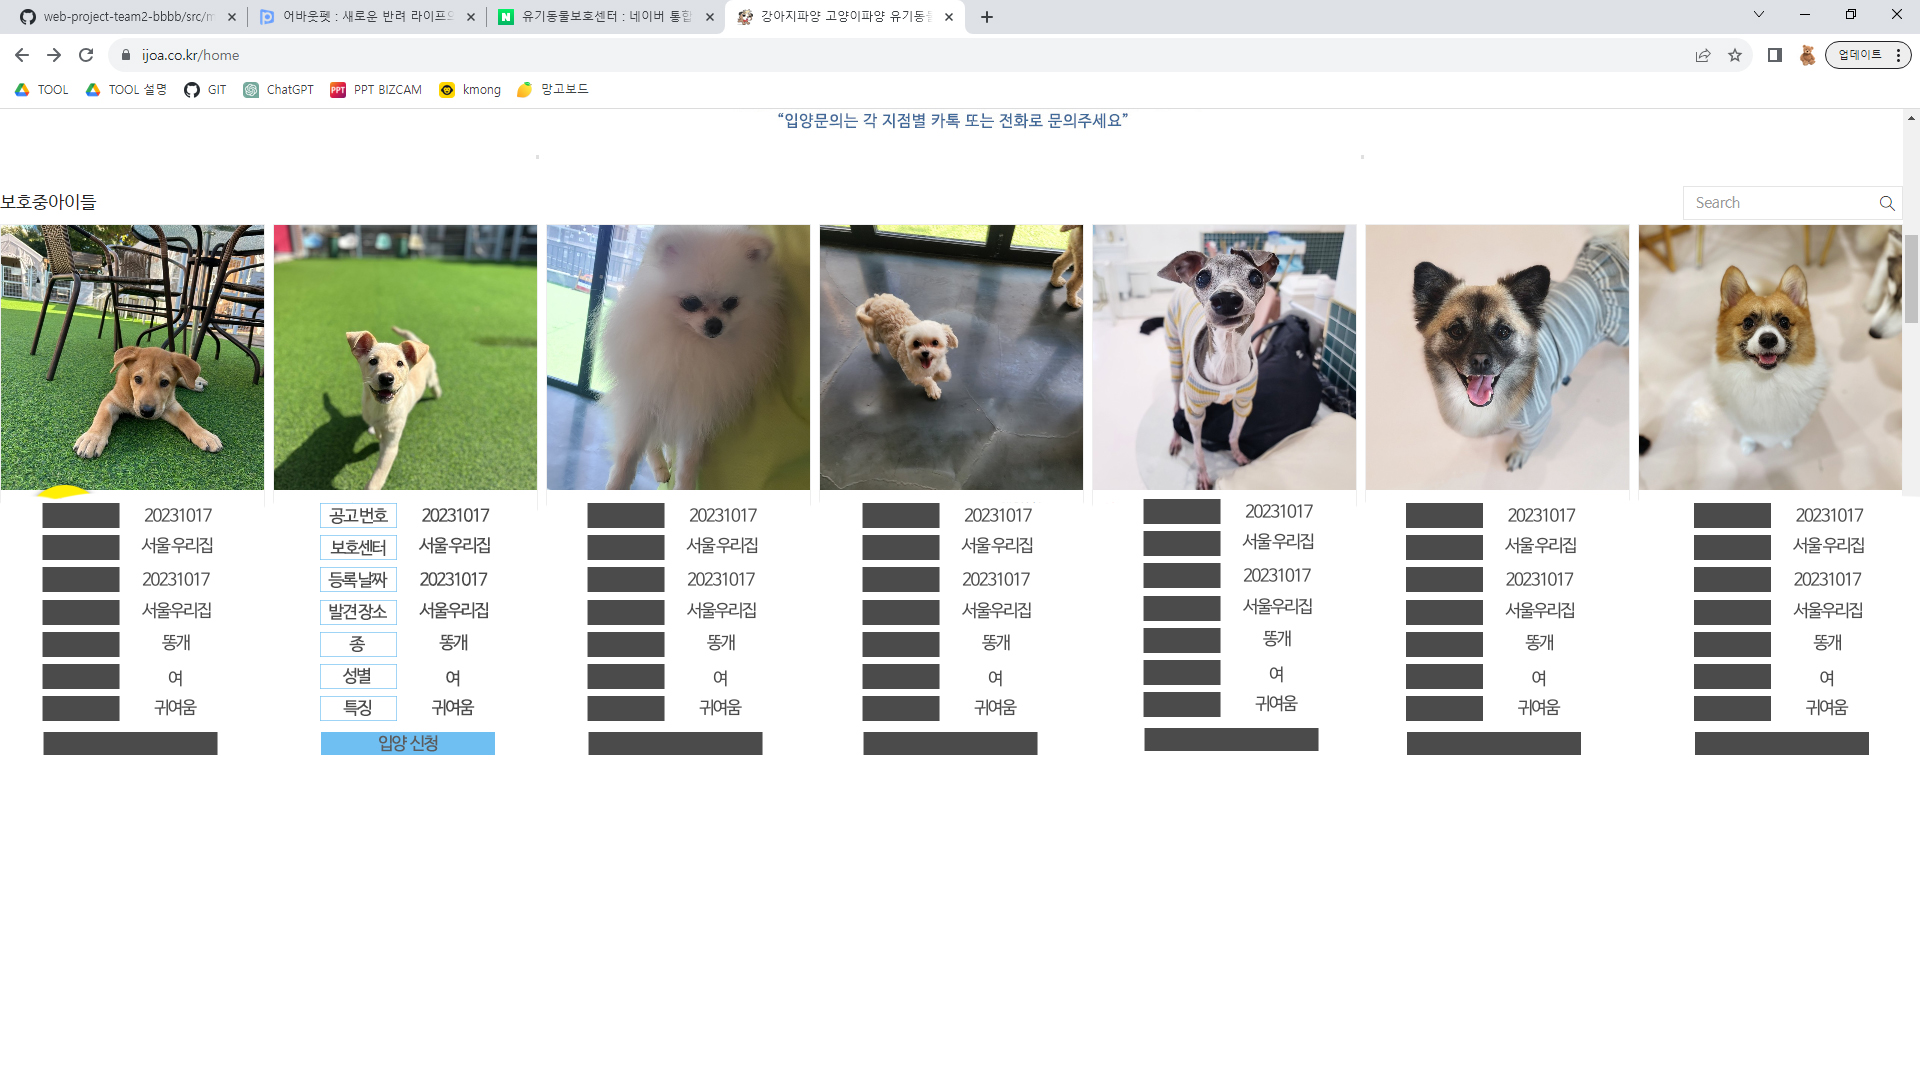 web-project-team2-bbbb/src/m
어바웃펫 : 새로운 반려 라이프의
유기동물보호센터 : 네이버 통합
강아지파양 고양이파양 유기동물
ijoa.co.kr/home
업데이트
TOOL TOOL 설명 GIT ChatGPT PPT PPT BIZCAM kmong 망고보드
“입양문의는 각 지점별 카톡 또는 전화로 문의주세요”
보호중아이들
Search
20231017 공고번호 20231017 20231017 20231017 20231017 20231017 20231017
서울 우리집 보호센터 서울 우리집 서울 우리집 서울 우리집 서울 우리집 서울 우리집 서울 우리집
20231017 등록날짜 20231017 20231017 20231017 20231017 20231017 20231017
서울우리집 발견장소 서울우리집 서울우리집 서울우리집 서울우리집 서울우리집 서울우리집
똥개 종 똥개 똥개 똥개 똥개 똥개 똥개
여 성별 여 여 여 여 여 여
귀여움 특징 귀여움 귀여움 귀여움 귀여움 귀여움 귀여움
입양 신청